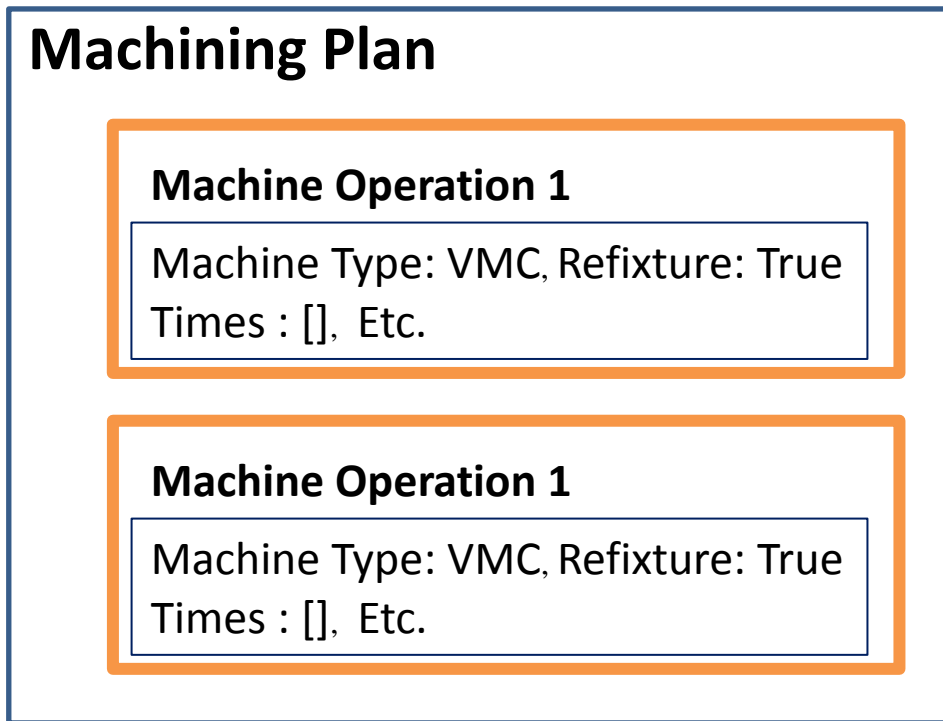 Machining Plan
Machine Operation 1
Machine Type: VMC, Refixture: True
Times : [], Etc.
Machine Operation 1
Machine Type: VMC, Refixture: True
Times : [], Etc.